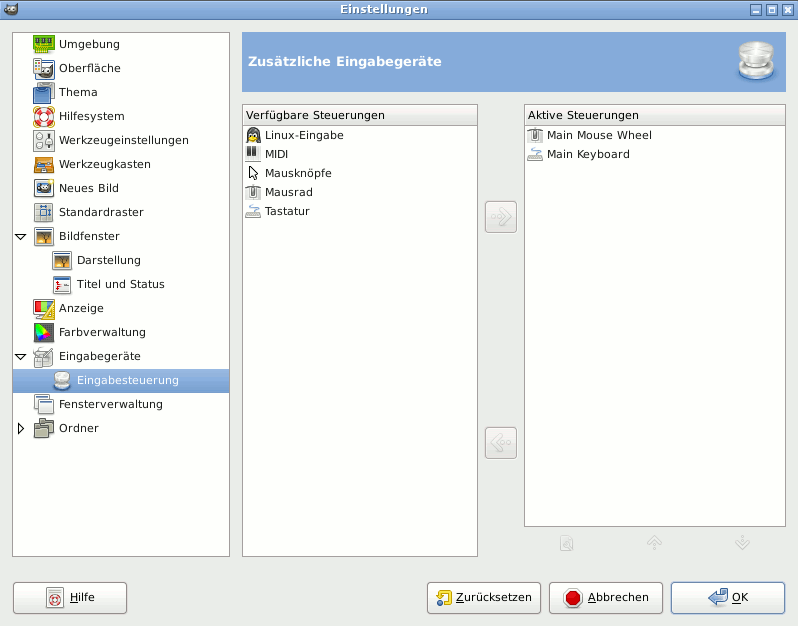 Einstellungen
Umgebung
Oberfläche
Thema
Hilfesystem
Werkzeugeinstellungen
Werkzeugkasten
Neues Bild
Standardraster
Bildfenster
Darstellung
Titel und Status
Anzeige
Farbverwaltung
Eingabegeräte
Eingabesteuerung
Fensterverwaltung
Ordner
Zusätzliche Eingabegeräte
Verfügbare Steuerungen
Linux-Eingabe
MIDI
Mausknöpfe
Mausrad
Tastatur
Aktive Steuerungen
Main Mouse Wheel
Main Keyboard
Hilfe
Zurücksetzen
Abbrechen
OK